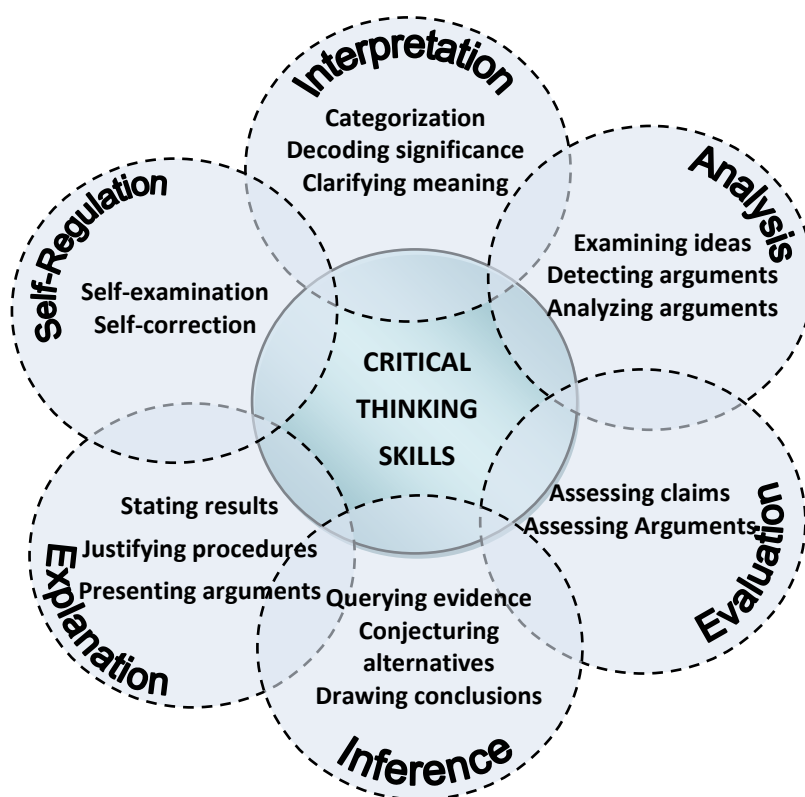 Interpretation
Categorization
Decoding significance
Clarifying meaning
Analysis
Examining ideas
Detecting arguments
Analyzing arguments
Self-Regulation
Self-examination
Self-correction
CRITICAL
THINKING
SKILLS
Evaluation
Assessing claims
Assessing Arguments
Explanation
Stating results
Justifying procedures
Presenting arguments
Querying evidence
Conjecturing
alternatives
Drawing conclusions
Inference